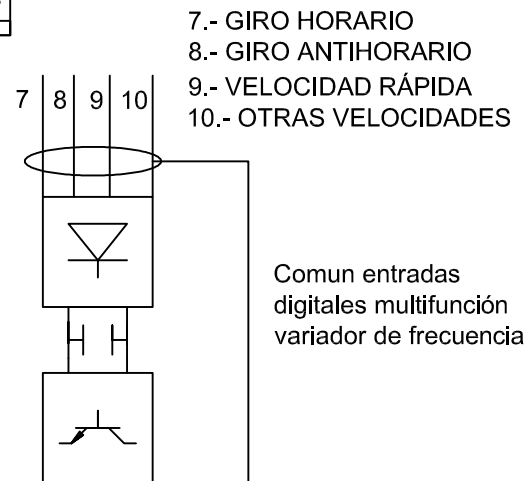 7.- GIRO HORARIO
8.- GIRO ANTIHORARIO
9.- VELOCIDAD RÁPIDA
10.- OTRAS VELOCIDADES
7 8 9 10
Comun entradas
digitales multifunción
variador de frecuencia